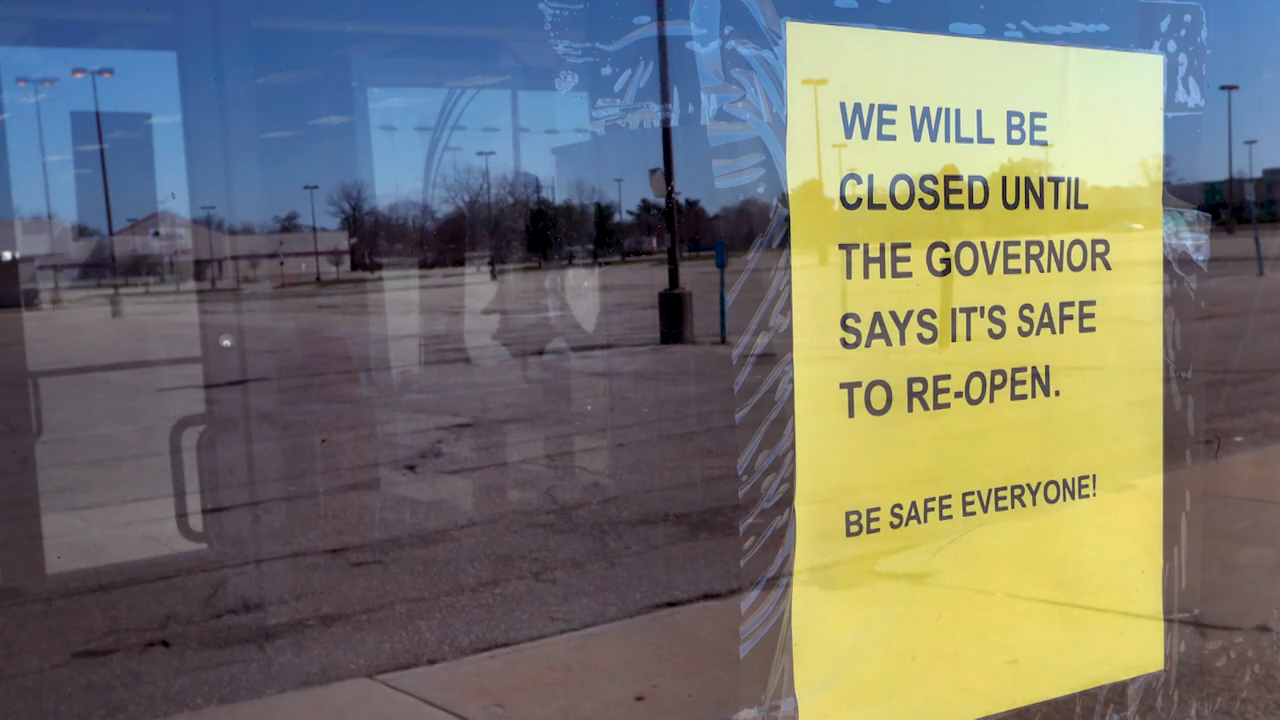 WE WILL BE
CLOSED UNTIL
THE GOVERNOR
SAYS IT'S SAFE
TO RE-OPEN.
BE SAFE EVERYONE!